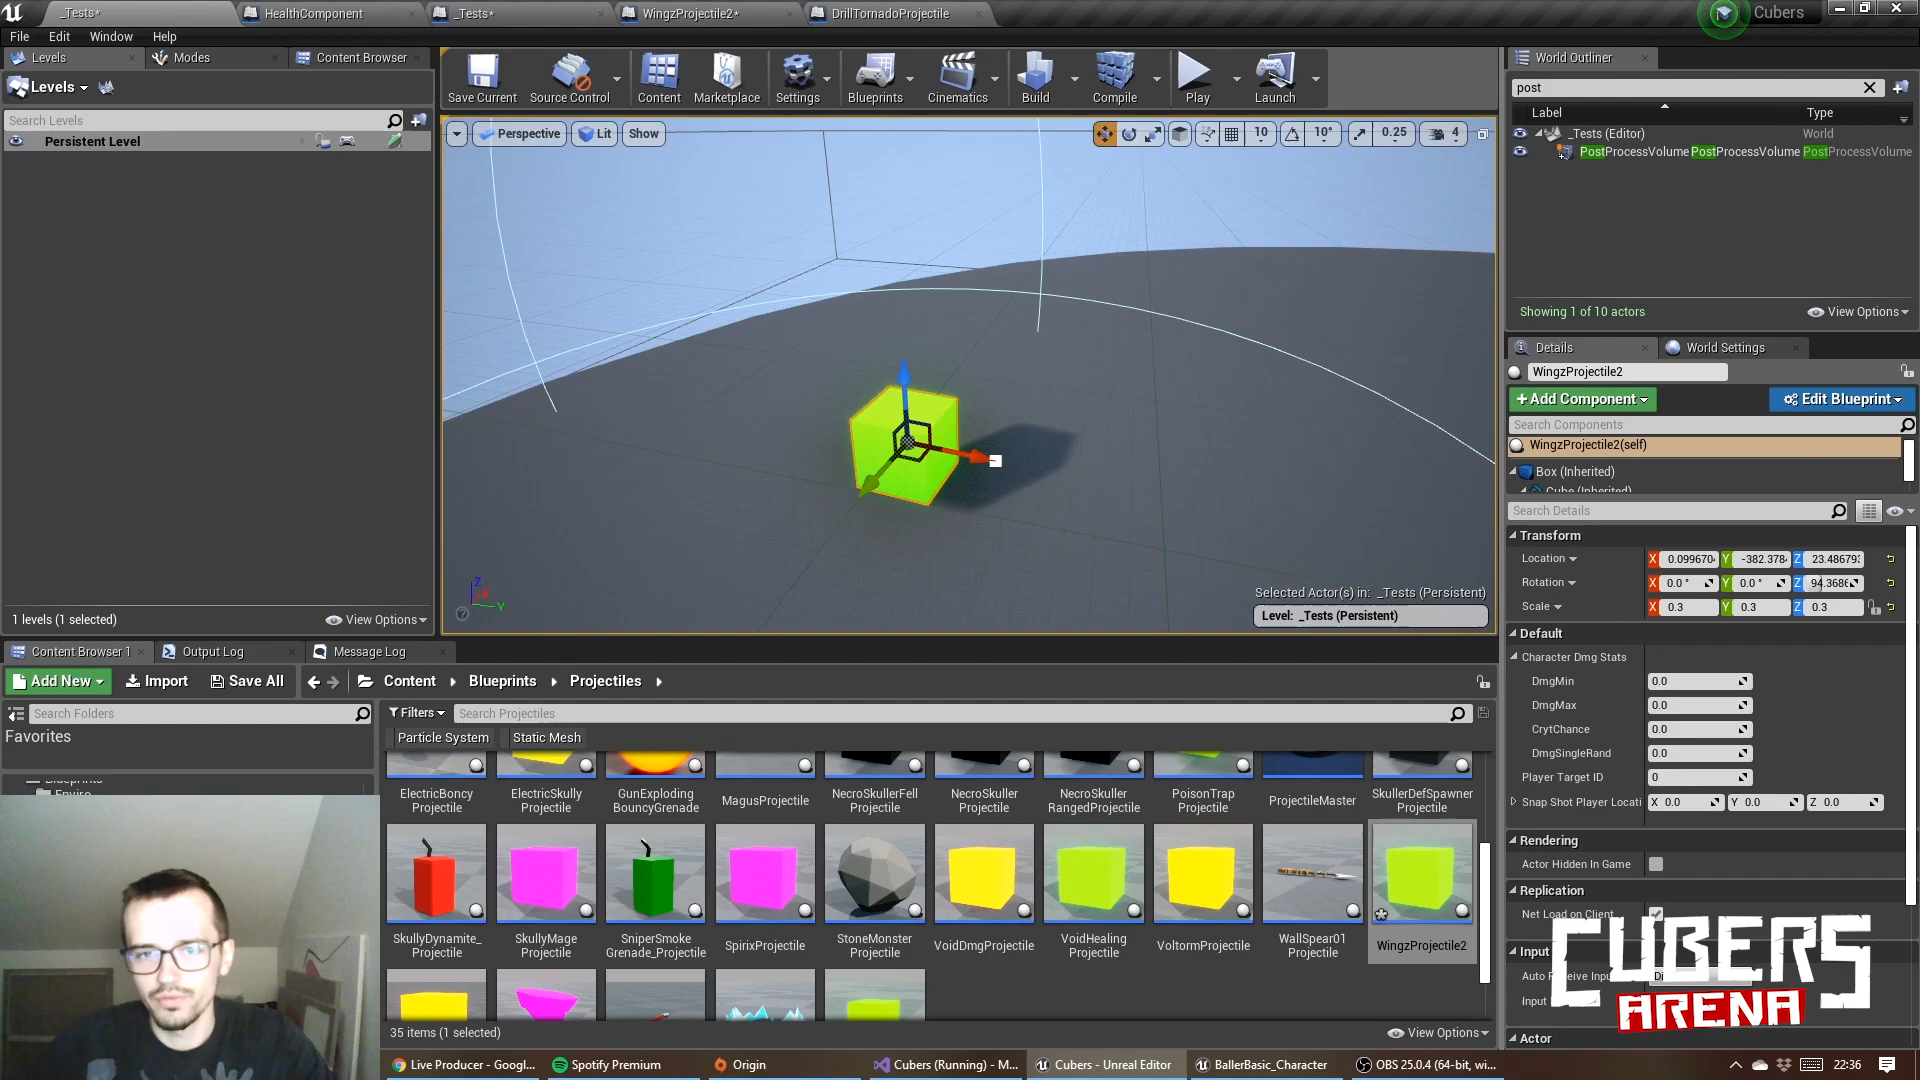 _Tests*
HealthComponent
_Tests*
WingzProjectile2*
DrillTornadoProjectile
Cubers
File
Edit
Window
Help
Levels
Modes
Content Browser
Levels
Search Levels
Persistent Level
1 levels (1 selected)
View Options
Save Current
Source Control
Content
Marketplace
Settings
Blueprints
Cinematics
Build
Compile
Play
Launch
Perspective
Lit
Show
10
10°
0.25
4
Z
X
Y
Selected Actor(s) in: _Tests (Persistent)
Level: _Tests (Persistent)
World Outliner
post
Label
Type
_Tests (Editor)
World
PostProcessVolume
PostProcessVolume
PostProcessVolume
Showing 1 of 10 actors
View Options
Details
World Settings
WingzProjectile2
+Add Component
Edit Blueprint
Search Components
WingzProjectile2(self)
Box (Inherited)
Cube (Inherited)
Search Details
Transform
Location
X 0.099670
Y -382.378
Z 23.48679
Rotation
X 0.0 °
Y 0.0 °
Z 94.3686
Scale
X 0.3
Y 0.3
Z 0.3
Default
Character Dmg Stats
DmgMin
0.0
DmgMax
0.0
CrytChance
0.0
DmgSingleRand
0.0
Player Target ID
0
Snap Shot Player Locati
X 0.0
Y 0.0
Z 0.0
Rendering
Actor Hidden In Game
Replication
Net Load on Client
Input
Auto Receive Inpu
Di
Input
Actor
CUBERS
ARENA
Content Browser 1
Output Log
Message Log
Add New
Import
Save All
Content
Blueprints
Projectiles
Search Folders
Favorites
Blueprints
Enviro
Filters
Search Projectiles
Particle System
Static Mesh
ElectricBoncy
Projectile
ElectricSkully
Projectile
GunExploding
BouncyGrenade
MagusProjectile
NecroSkullerFell
Projectile
NecroSkuller
Projectile
NecroSkuller
RangedProjectile
PoisonTrap
Projectile
ProjectileMaster
SkullerDefSpawner
Projectile
SkullyDynamite_
Projectile
SkullyMage
Projectile
SniperSmoke
Grenade_Projectile
SpirixProjectile
StoneMonster
Projectile
VoidDmgProjectile
VoidHealing
Projectile
VoltormProjectile
WallSpear01
Projectile
WingzProjectile2
35 items (1 selected)
View Options
Live Producer - Googl...
Spotify Premium
Origin
Cubers (Running) - M...
Cubers - Unreal Editor
BallerBasic_Character
OBS 25.0.4 (64-bit, wi...
22:36